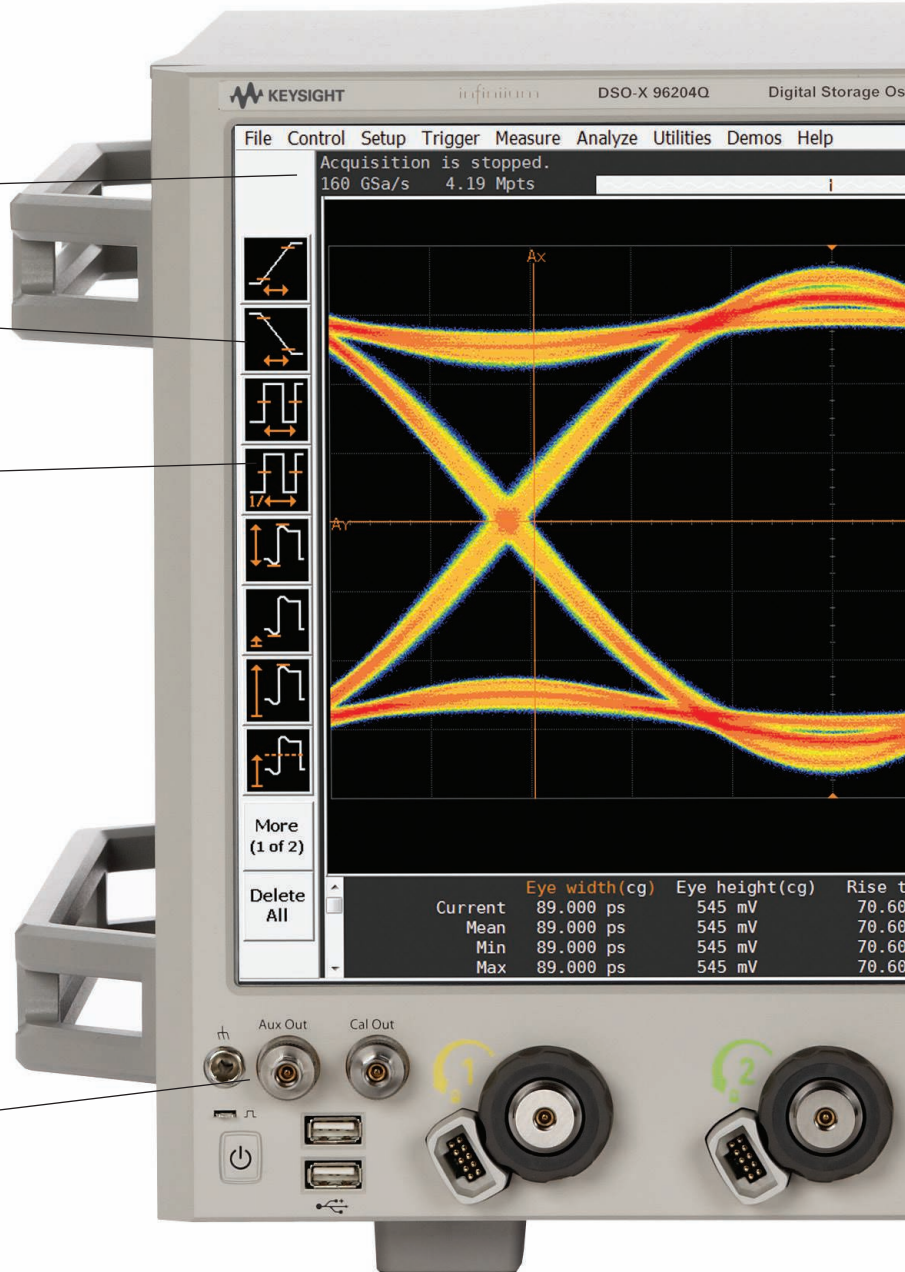 KEYSIGHT infiniium DSO-X 96204Q Digital Storage Os
File Control Setup Trigger Measure Analyze Utilities Demos Help
Acquisition is stopped.
160 GSa/s 4.19 Mpts
Ax
1/
Ay
More
(1 of 2)
Delete
All
Eye width(cg) Eye height(cg) Rise t
Current 89.000 ps 545 mV 70.60
Mean 89.000 ps 545 mV 70.60
Min 89.000 ps 545 mV 70.60
Max 89.000 ps 545 mV 70.60
Aux Out Cal Out
1 2